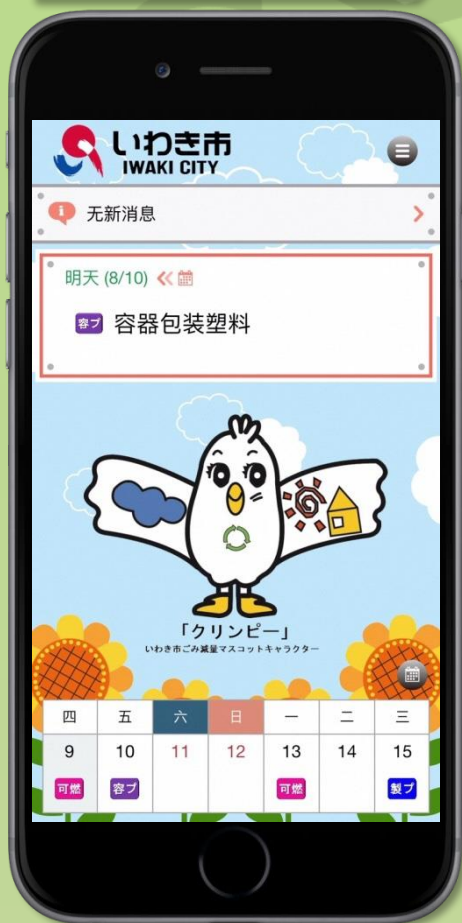 いわき市
IWAKI CITY
无新消息
明天 (8/10)
容プ 容器包装塑料
「クリンピー」
いわき市ごみ減量マスコットキャラクター
四 五 六 日 一 二 三
9 10 11 12 13 14 15
可燃 容プ 可燃 製プ